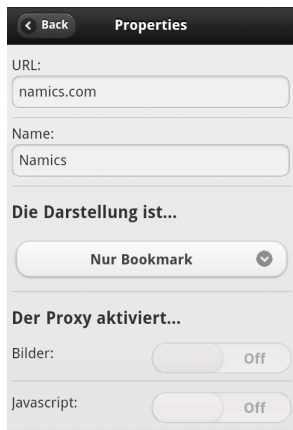 Back
Properties
URL:
namics.com
Name:
Namics
Die Darstellung ist...
Nur Bookmark
Der Proxy aktiviert...
Bilder:
Off
Javascript:
Off